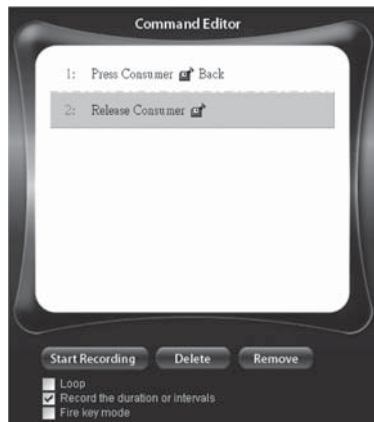 Command Editor
1: Press Consumer Back
2: Release Consumer
Start Recording Delete Remove
Loop
Record the duration or intervals
Fire key mode